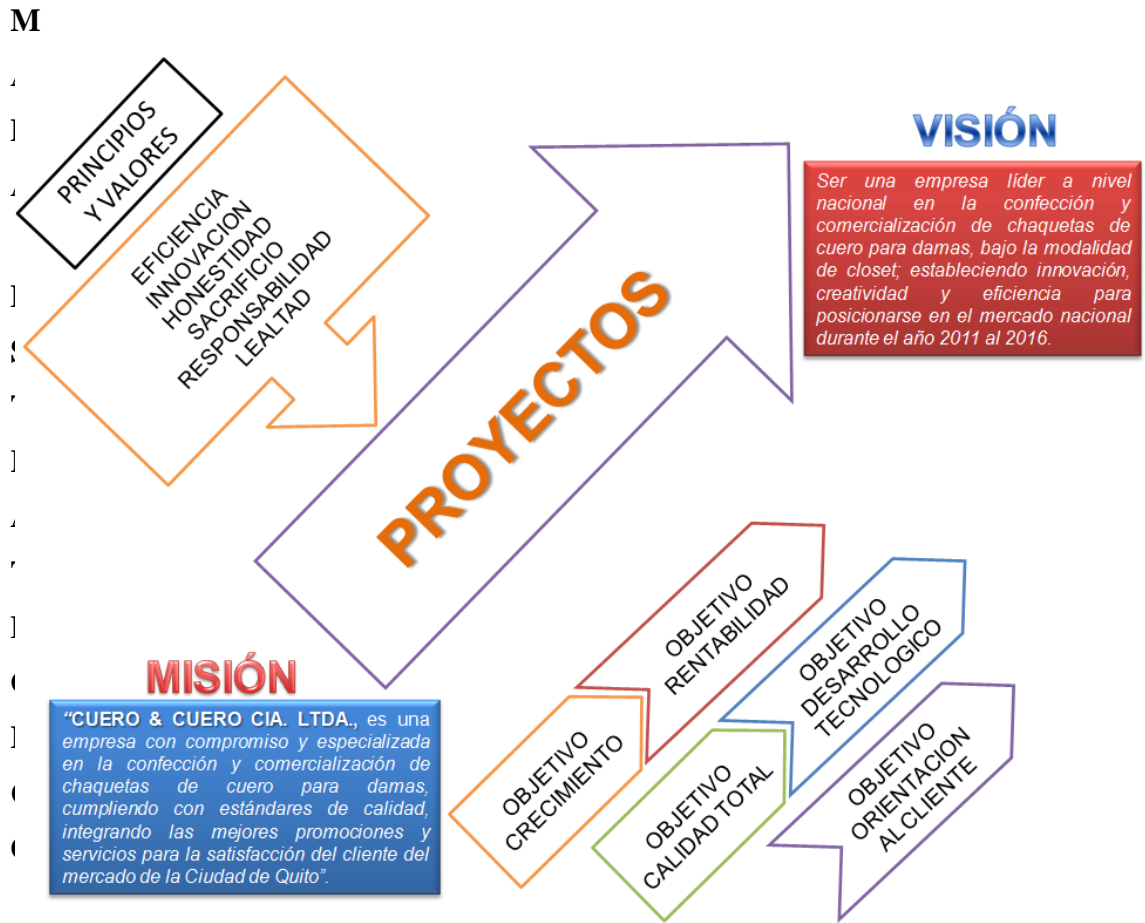 M
PRINCIPIOS
Y VALORES
EFICIENCIA
INNOVACION
HONESTIDAD
SACRIFICIO
RESPONSABILIDAD
LEALTAD
PROYECTOS
VISIÓN
Ser una empresa líder a nivel
nacional en la confección y
comercialización de chaquetas de
cuero para damas, bajo la modalidad
de closet; estableciendo innovación,
creatividad y eficiencia para
posicionarse en el mercado nacional
durante el año 2011 al 2016.
MISIÓN
“CUERO & CUERO CIA. LTDA., es una
empresa con compromiso y especializada
en la confección y comercialización de
chaquetas de cuero para damas,
cumpliendo con estándares de calidad,
integrando las mejores promociones y
servicios para la satisfacción del cliente del
mercado de la Ciudad de Quito”.
OBJETIVO
CRECIMIENTO
OBJETIVO
RENTABILIDAD
OBJETIVO
CALIDAD TOTAL
OBJETIVO
DESARROLLO
TECNOLOGICO
OBJETIVO
ORIENTACION
AL CLIENTE